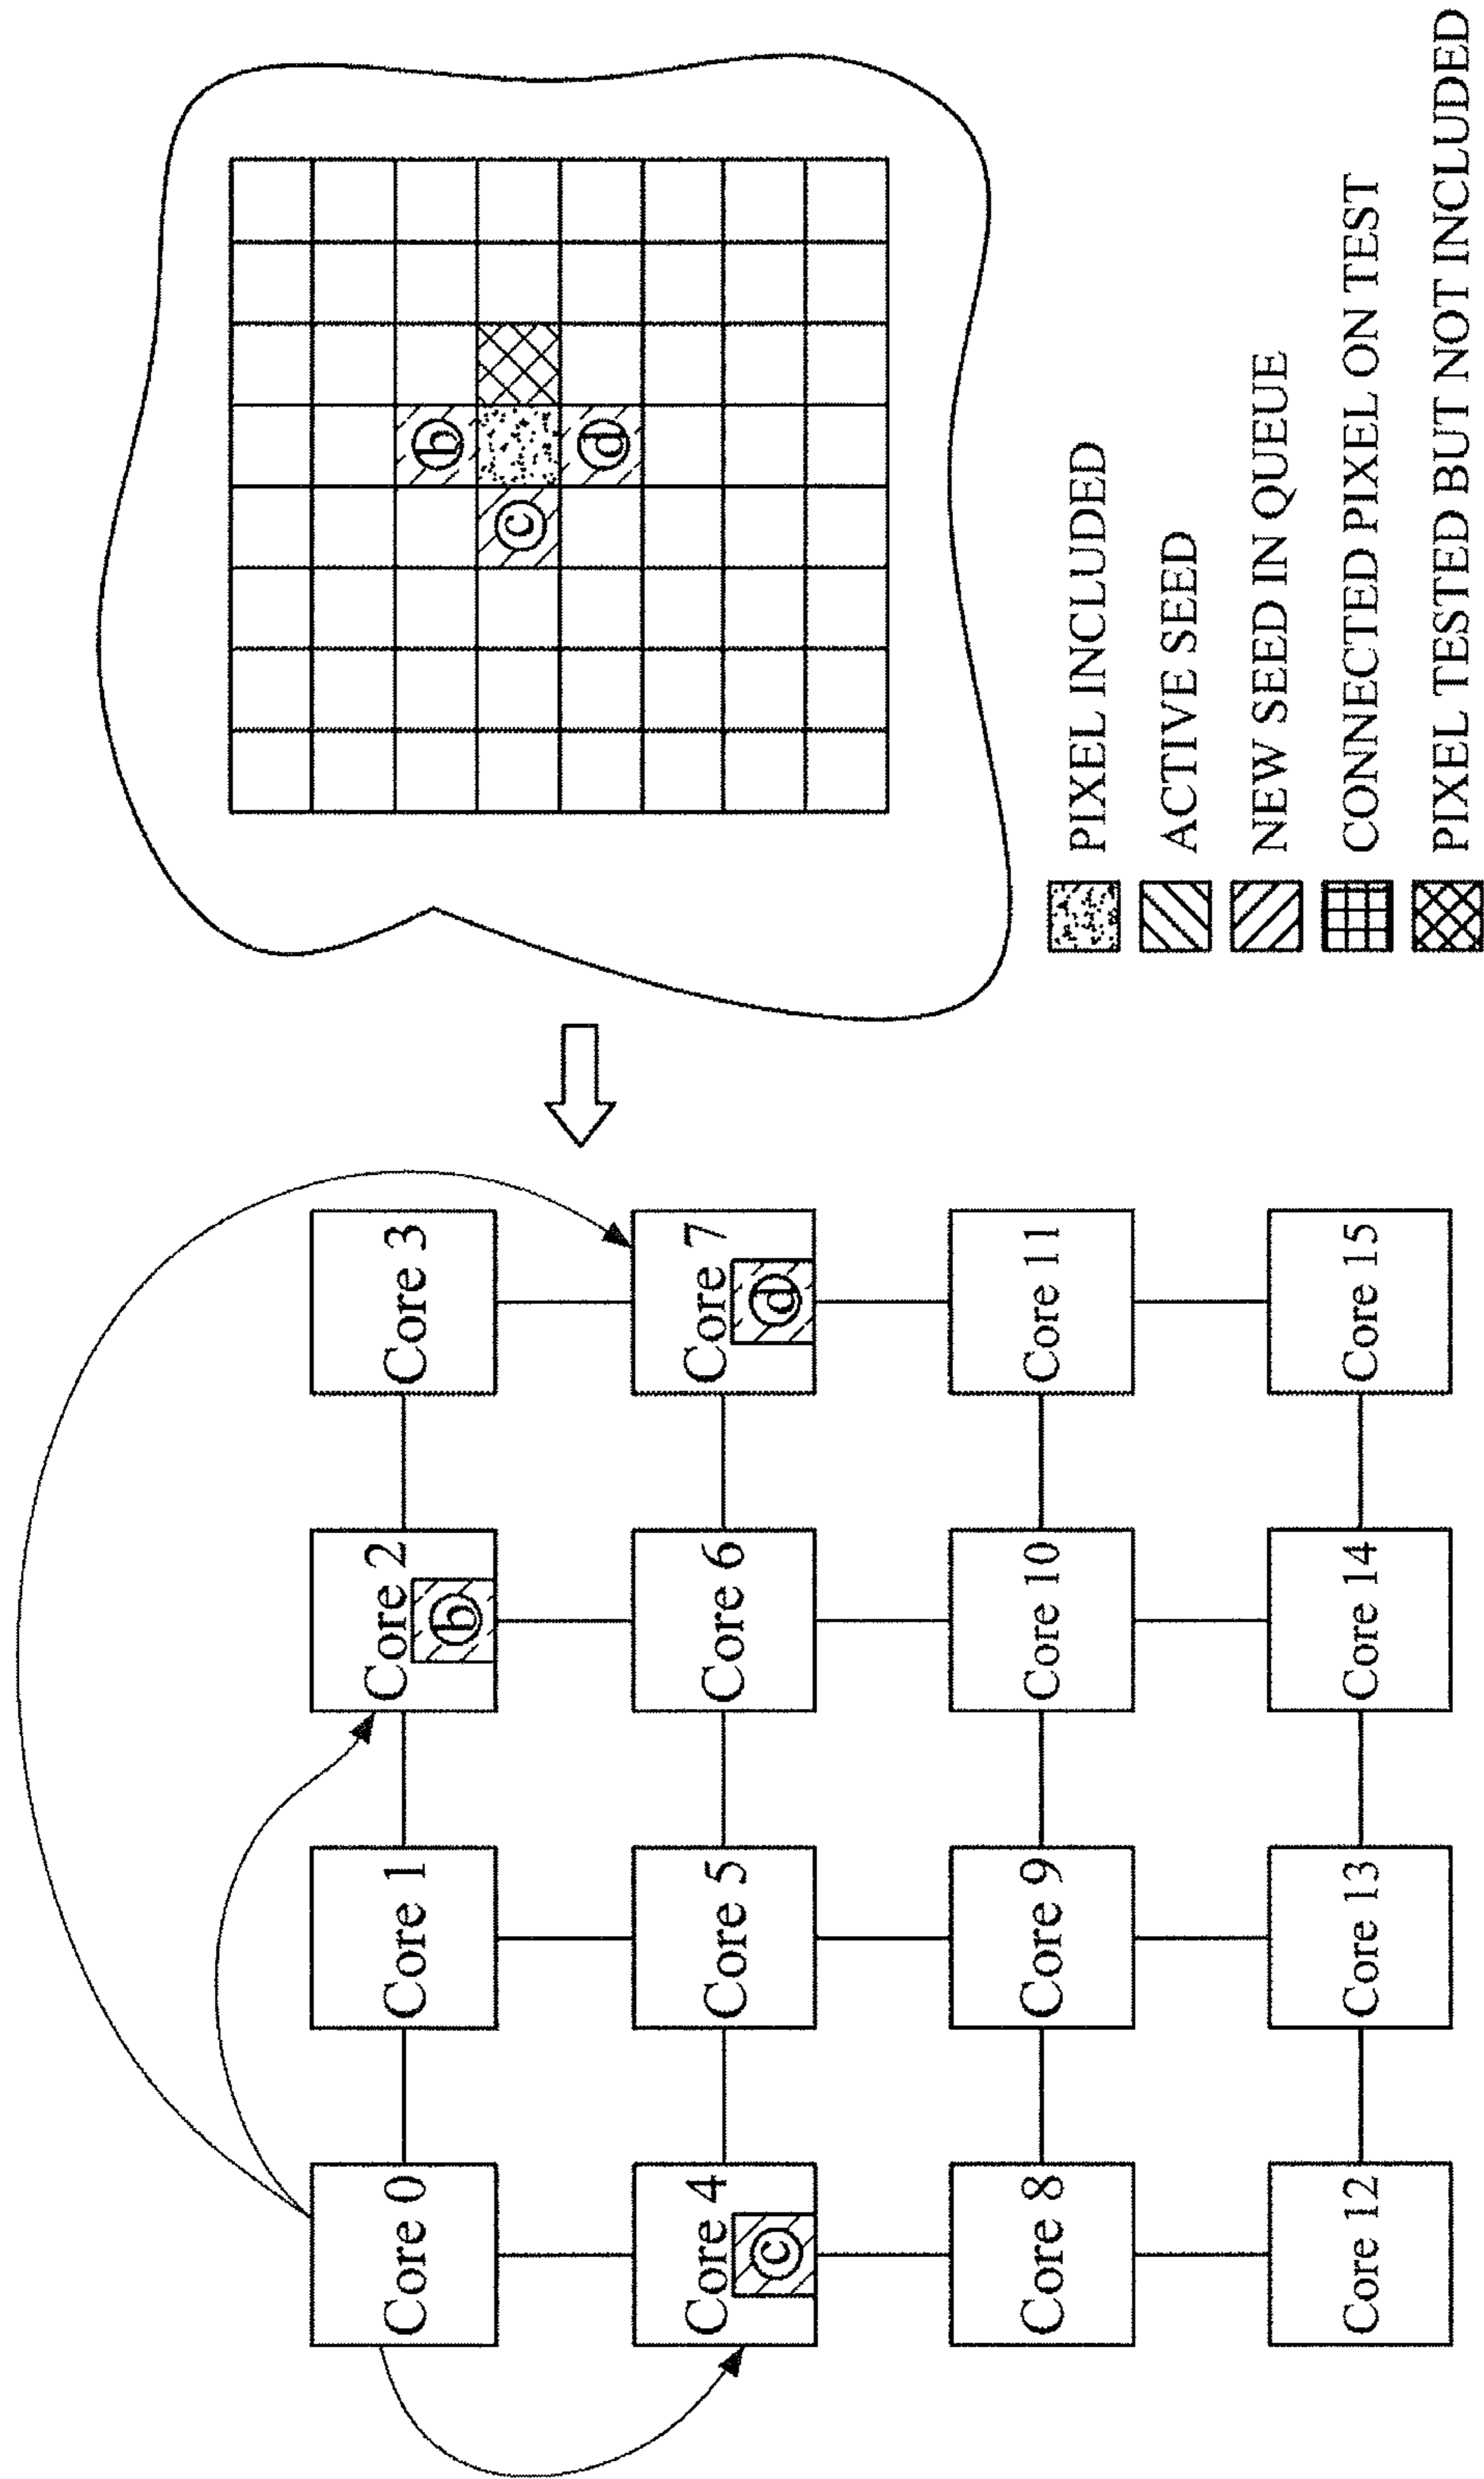 Core 0
Core 1
Core 2
b
Core 3
Core 4
c
Core 5
Core 6
Core 7
d
Core 8
Core 9
Core 10
Core 11
Core 12
Core 13
Core 14
Core 15
b
c
d
PIXEL INCLUDED
ACTIVE SEED
NEW SEED IN QUEUE
CONNECTED PIXEL ON TEST
PIXEL TESTED BUT NOT INCLUDED